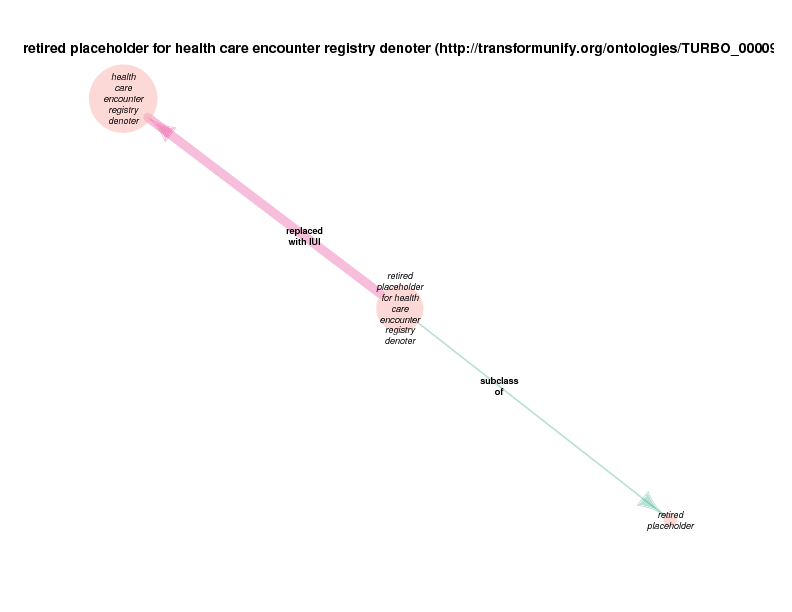 retired placeholder for health care encounter registry denoter (http://transformunify.org/ontologies/TURBO_00009
health
care
encounter
registry
denoter
replaced
with IUI
retired
placeholder
for health
care
encounter
registry
denoter
subclass
of
retired
placeholder